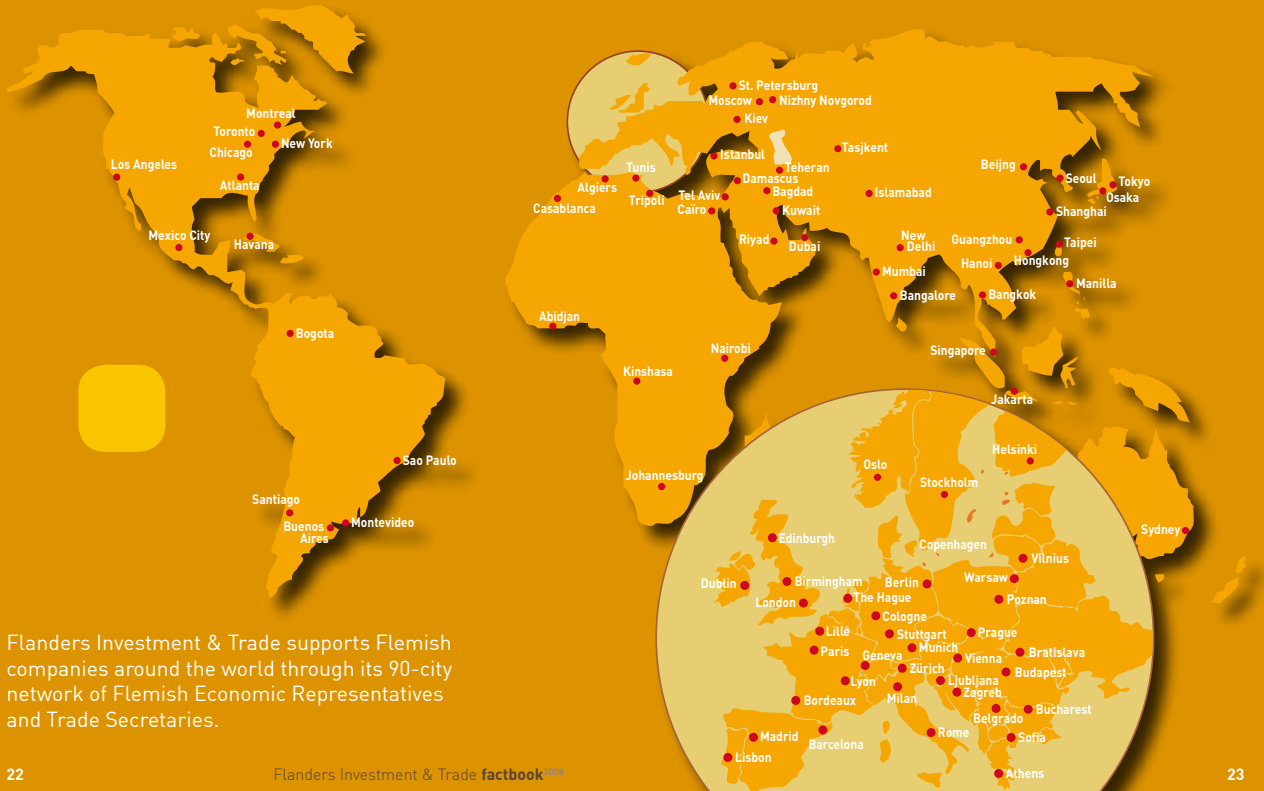 Montreal
Toronto
New York
Chicago
Los Angeles
Atlanta
Mexico City
Havana
Bogota
Sao Paulo
Santiago
Montevideo
Buenos
Aires
St. Petersburg
Moscow
Nizhny Novgorod
Kiev
Istanbul
Tasjkent
Teheran
Tunis
Algiers
Tripoli
Casablanca
Damascus
Tel Aviv
Bagdad
Caïro
Kuwait
Islamabad
Riyad
Dubai
New
Delhi
Mumbai
Bangalore
Beijng
Seoul
Tokyo
Osaka
Shanghai
Guangzhou
Taipei
Hongkong
Hanoi
Manilla
Bangkok
Singapore
Jakarta
Sydney
Abidjan
Nairobi
Kinshasa
Johannesburg
Helsinki
Oslo
Stockholm
Edinburgh
Copenhagen
Vilnius
Dublin
Birmingham
Berlin
Warsaw
London
The Hague
Poznan
Cologne
Lille
Stuttgart
Prague
Paris
Munich
Geneva
Vienna
Bratislava
Zürich
Budapest
Lyon
Ljubljana
Milan
Zagreb
Bordeaux
Belgrado
Bucharest
Madrid
Barcelona
Rome
Sofia
Lisbon
Athens
Flanders Investment & Trade supports Flemish
companies around the world through its 90-city
network of Flemish Economic Representatives
and Trade Secretaries.
22
Flanders Investment & Trade factbook2008
23